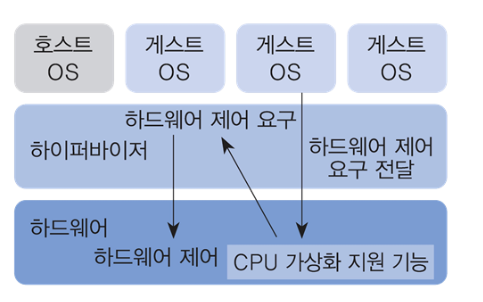 호스트
OS
게스트
OS
게스트
OS
게스트
OS
하드웨어 제어 요구
하이퍼바이저
하드웨어 제어
요구 전달
하드웨어
하드웨어 제어
CPU 가상화 지원 기능